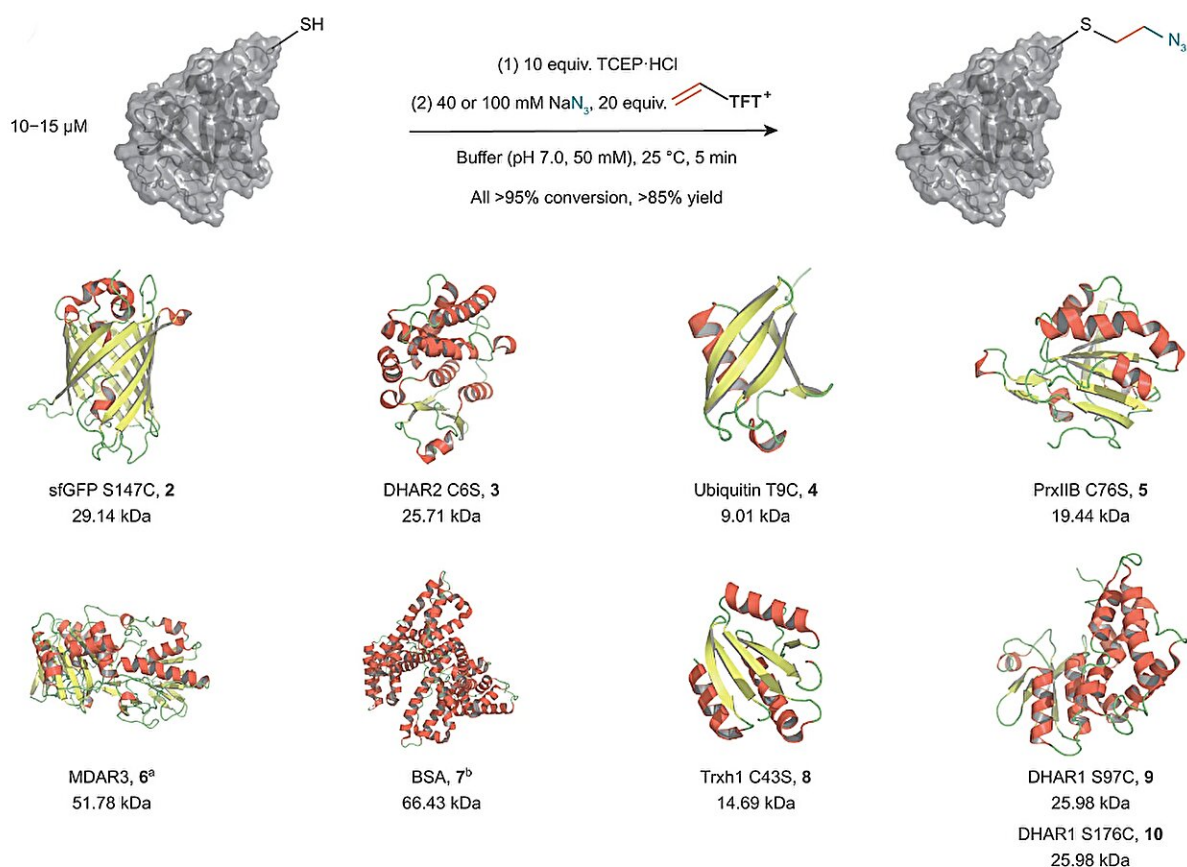 SH
S
N₃
(1) 10 equiv. TCEP·HCl
(2) 40 or 100 mM NaN₃, 20 equiv. TFT⁺
10–15 μM
Buffer (pH 7.0, 50 mM), 25 °C, 5 min
All >95% conversion, >85% yield
sfGFP S147C, 2
29.14 kDa
DHAR2 C6S, 3
25.71 kDa
Ubiquitin T9C, 4
9.01 kDa
PrxIIB C76S, 5
19.44 kDa
MDAR3, 6ᵃ
51.78 kDa
BSA, 7ᵇ
66.43 kDa
Trxh1 C43S, 8
14.69 kDa
DHAR1 S97C, 9
25.98 kDa
DHAR1 S176C, 10
25.98 kDa